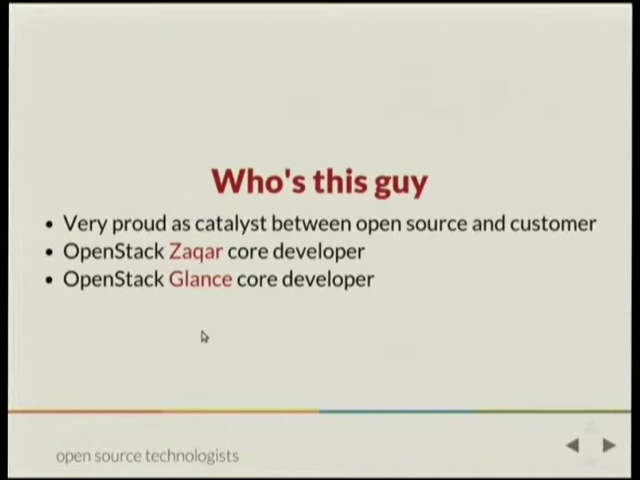 Who's this guy
Very proud as catalyst between open source and customer
OpenStack Zaqar core developer
OpenStack Glance core developer
open source technologists